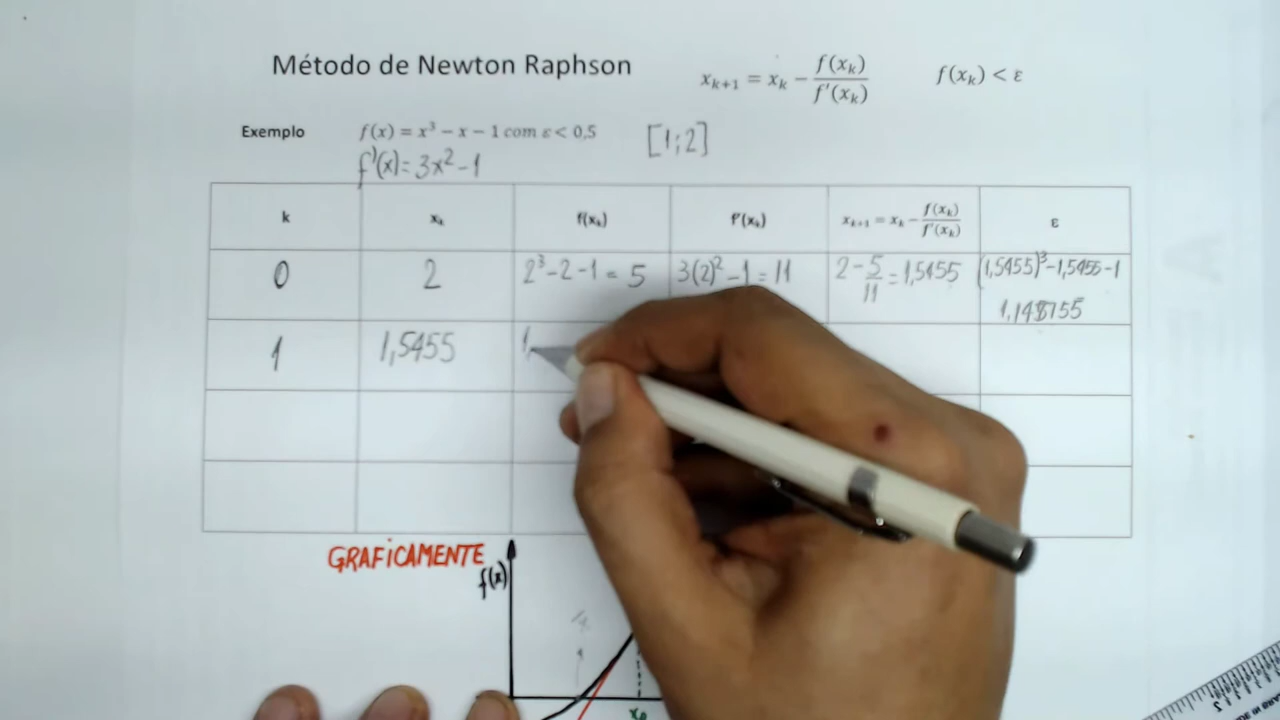 Método de Newton Raphson x_{k+1} = x_k − f(x_k)/f'(x_k) f(x_k) < ε
Exemplo f(x) = x³ − x − 1 com ε < 0,5 [1;2]
f'(x) = 3x² − 1
k x_k f(x_k) f'(x_k) x_{k+1} = x_k − f(x_k)/f'(x_k) ε
0 2 2³ − 2 − 1 = 5 3(2)² − 1 = 11 2 − 5/11 = 1,5455 (1,5455)³ − 1,5455 − 1
1,148755
1 1,5455 1,
GRAFICAMENTE
f(x)
x₀